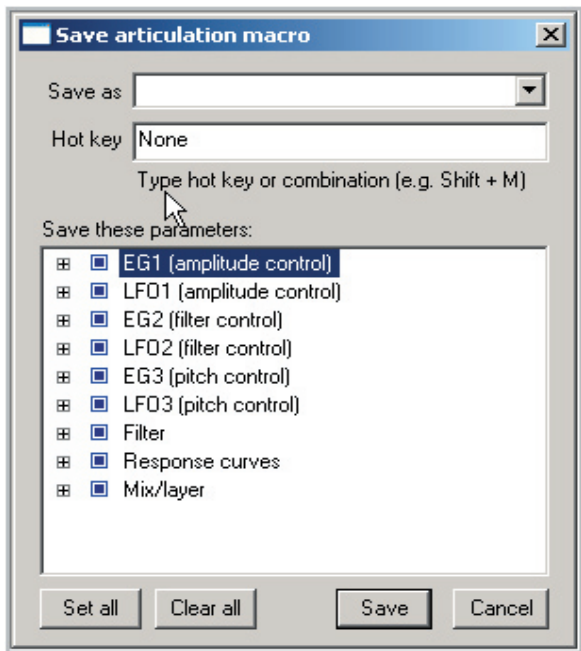 Save articulation macro
Save as
Hot key None
Type hot key or combination (e.g. Shift + M)
Save these parameters:
EG1 (amplitude control)
LFO1 (amplitude control)
EG2 (filter control)
LFO2 (filter control)
EG3 (pitch control)
LFO3 (pitch control)
Filter
Response curves
Mix/layer
Set all Clear all Save Cancel